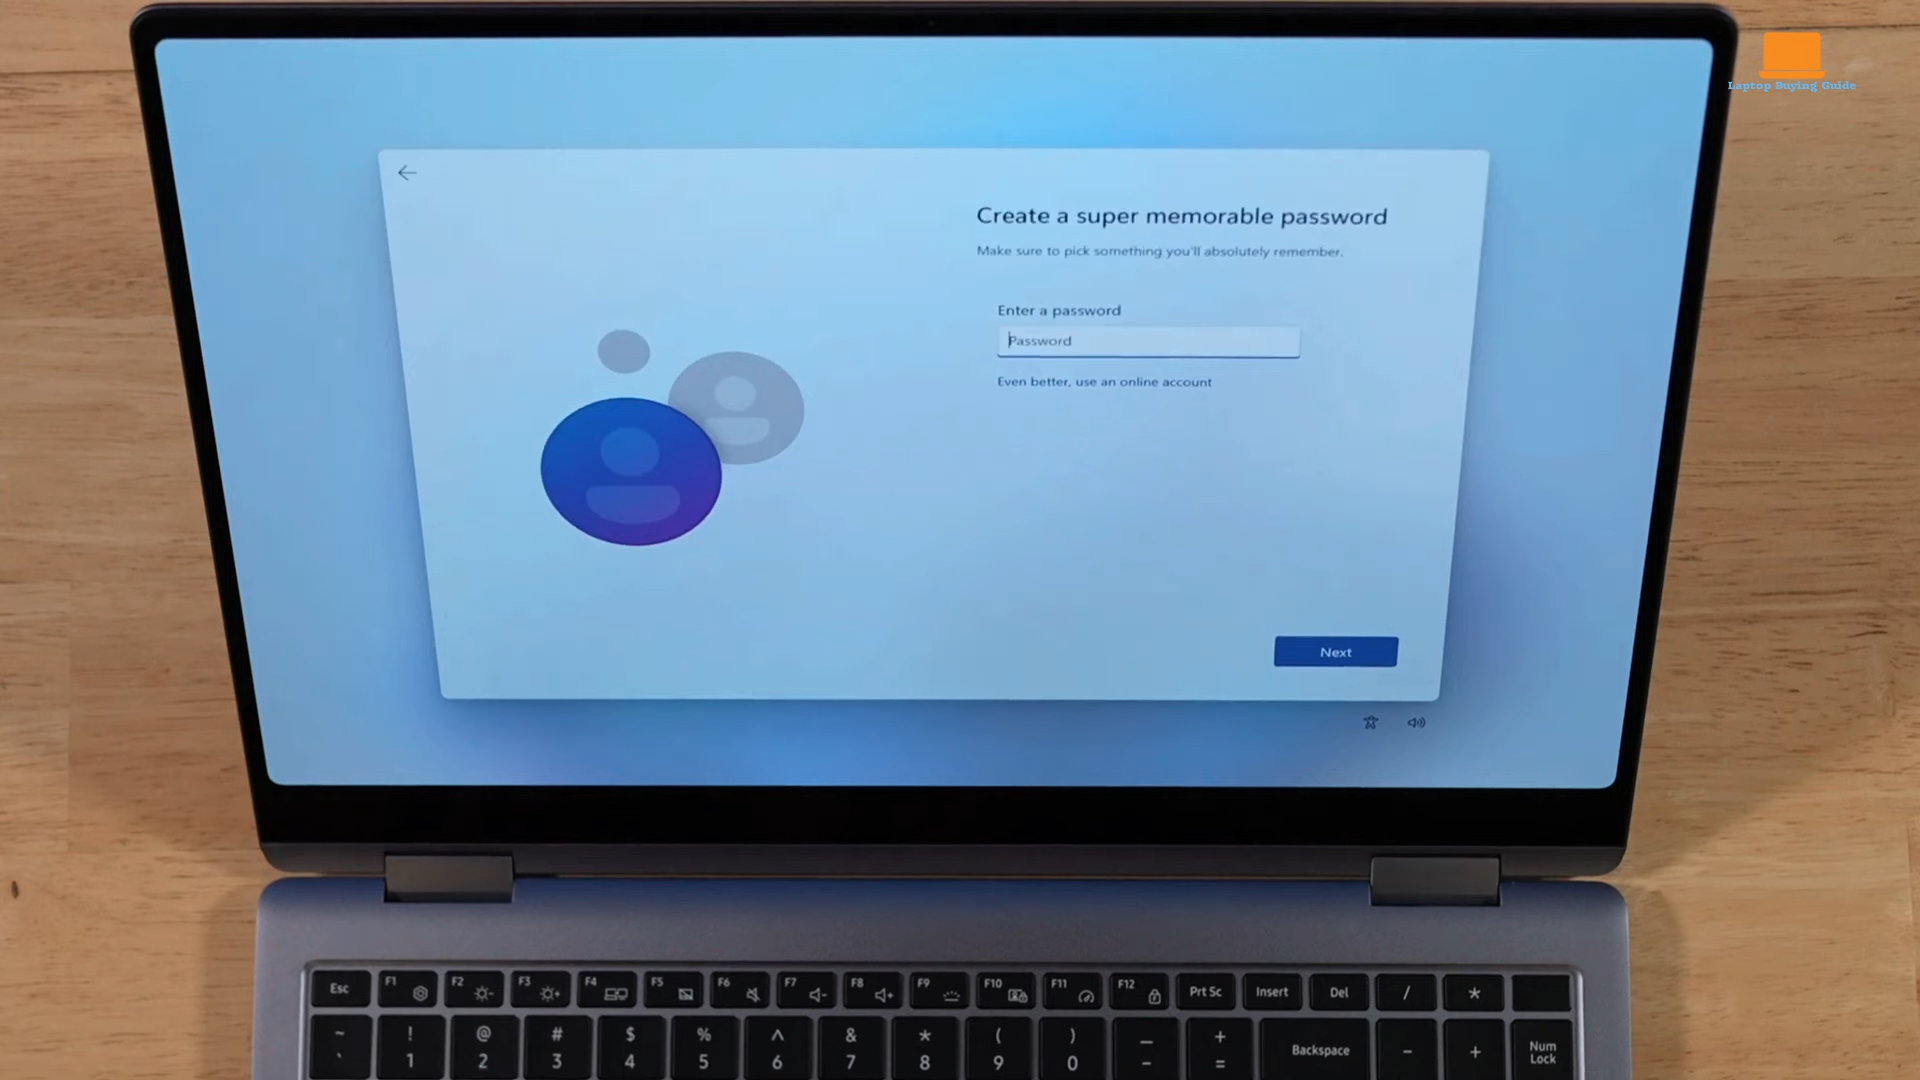 Laptop Buying Guide
Create a super memorable password
Make sure to pick something you'll absolutely remember.
Enter a password
Password
Even better, use an online account
Next
Esc F1 F2 F3 F4 F5 F6 F7 F8 F9 F10 F11 F12 Prt Sc Insert Del / *
~ ! @ # $ % ^ & * ( ) _ +
` 1 2 3 4 5 6 7 8 9 0 - = Backspace - + Num Lock